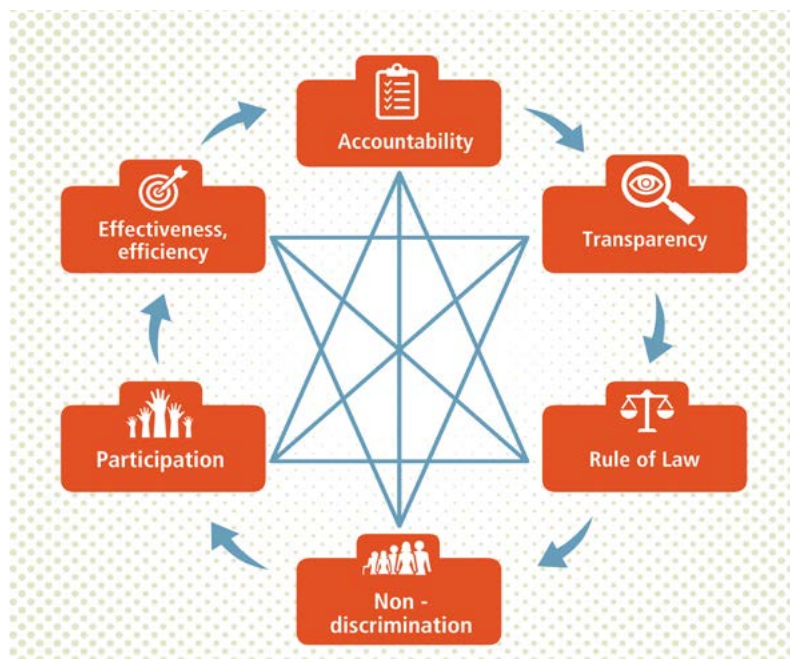 Accountability
Transparency
Rule of Law
Non -
discrimination
Participation
Effectiveness,
efficiency